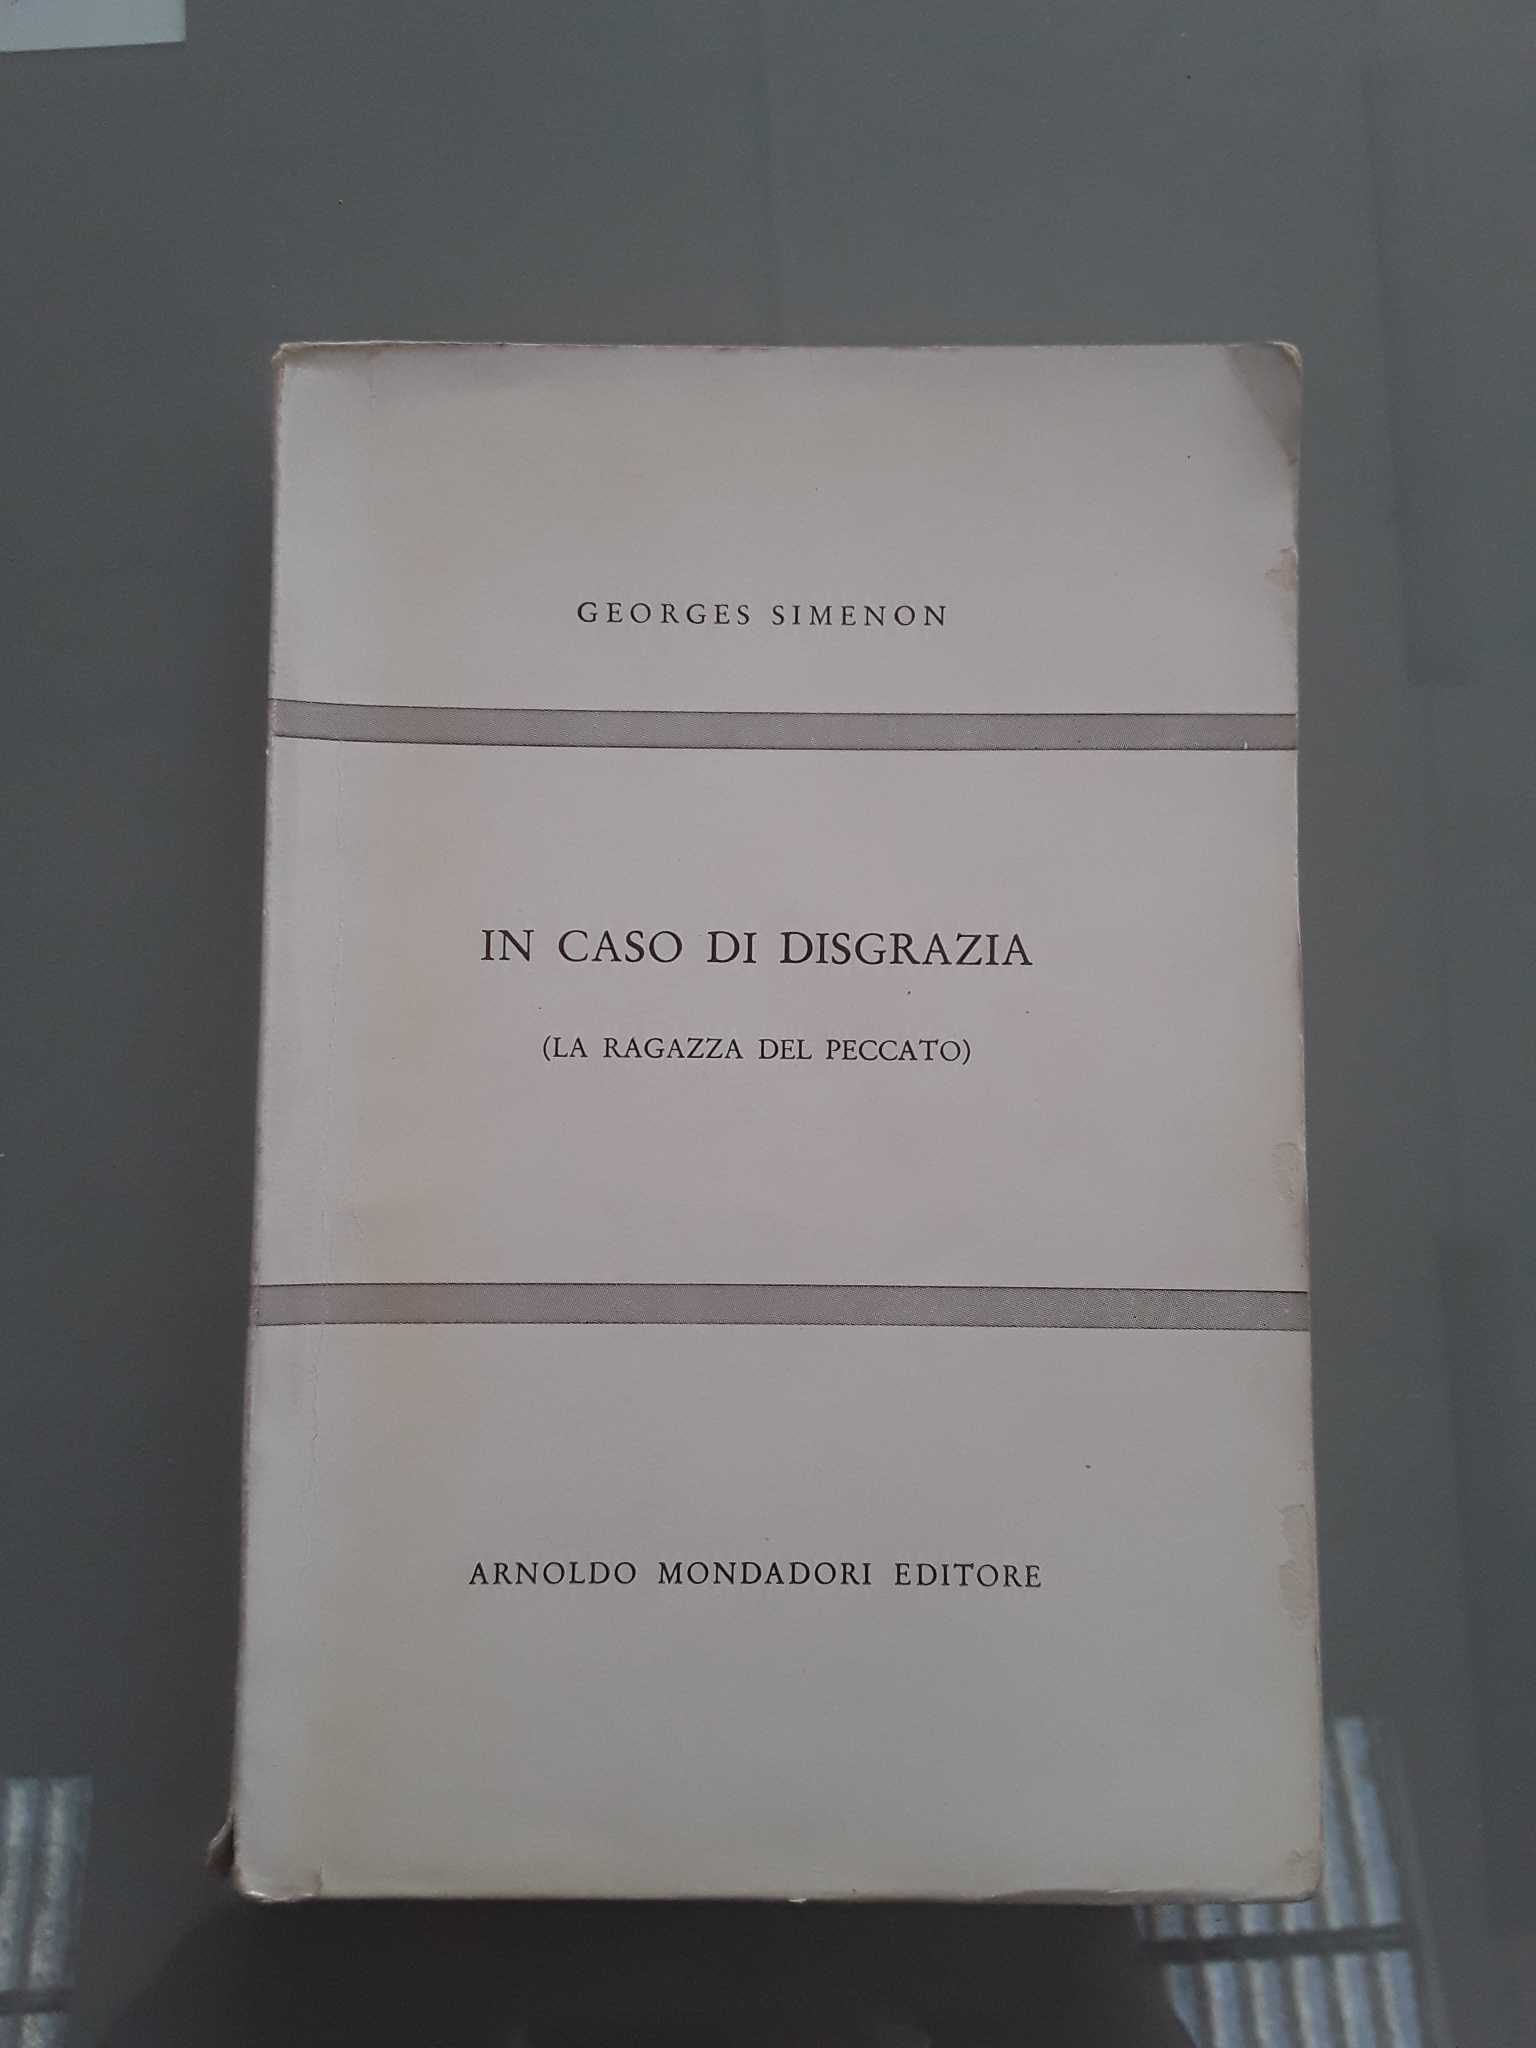 GEORGES SIMENON
IN CASO DI DISGRAZIA
(LA RAGAZZA DEL PECCATO)
ARNOLDO MONDADORI EDITORE